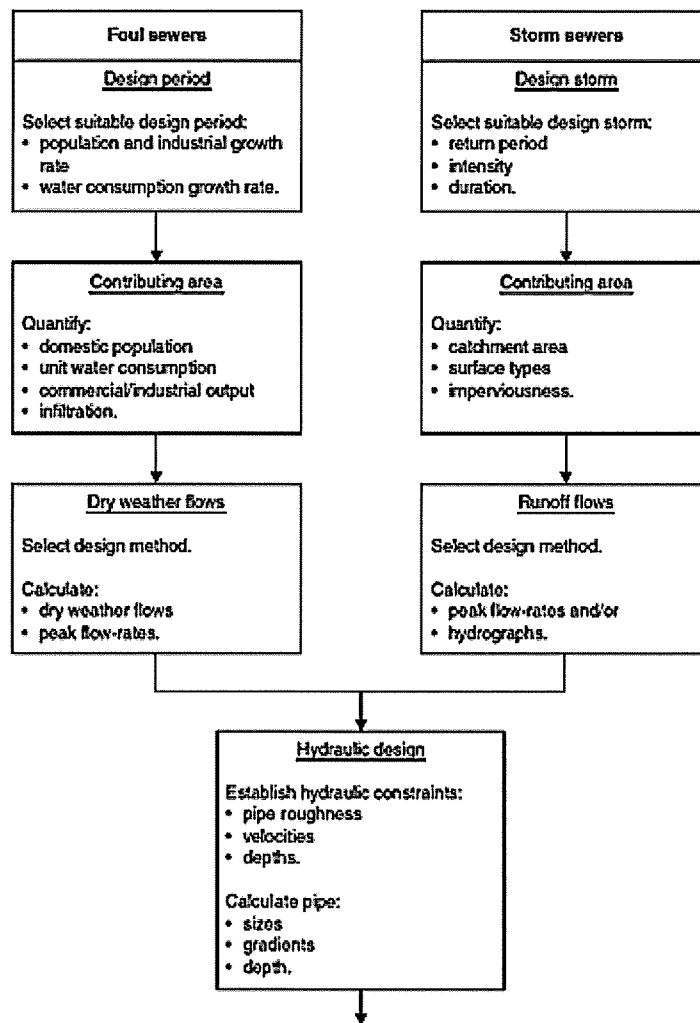 Foul sewers
Design period
Select suitable design period:
• population and industrial growth
rate
• water consumption growth rate.
Contributing area
Quantify:
• domestic population
• unit water consumption
• commercial/industrial output
• infiltration.
Dry weather flows
Select design method.
Calculate:
• dry weather flows
• peak flow-rates.
Storm sewers
Design storm
Select suitable design storm:
• return period
• intensity
• duration.
Contributing area
Quantify:
• catchment area
• surface types
• imperviousness.
Runoff flows
Select design method.
Calculate:
• peak flow-rates and/or
• hydrographs.
Hydraulic design
Establish hydraulic constraints:
• pipe roughness
• velocities
• depths.
Calculate pipe:
• sizes
• gradients
• depth.